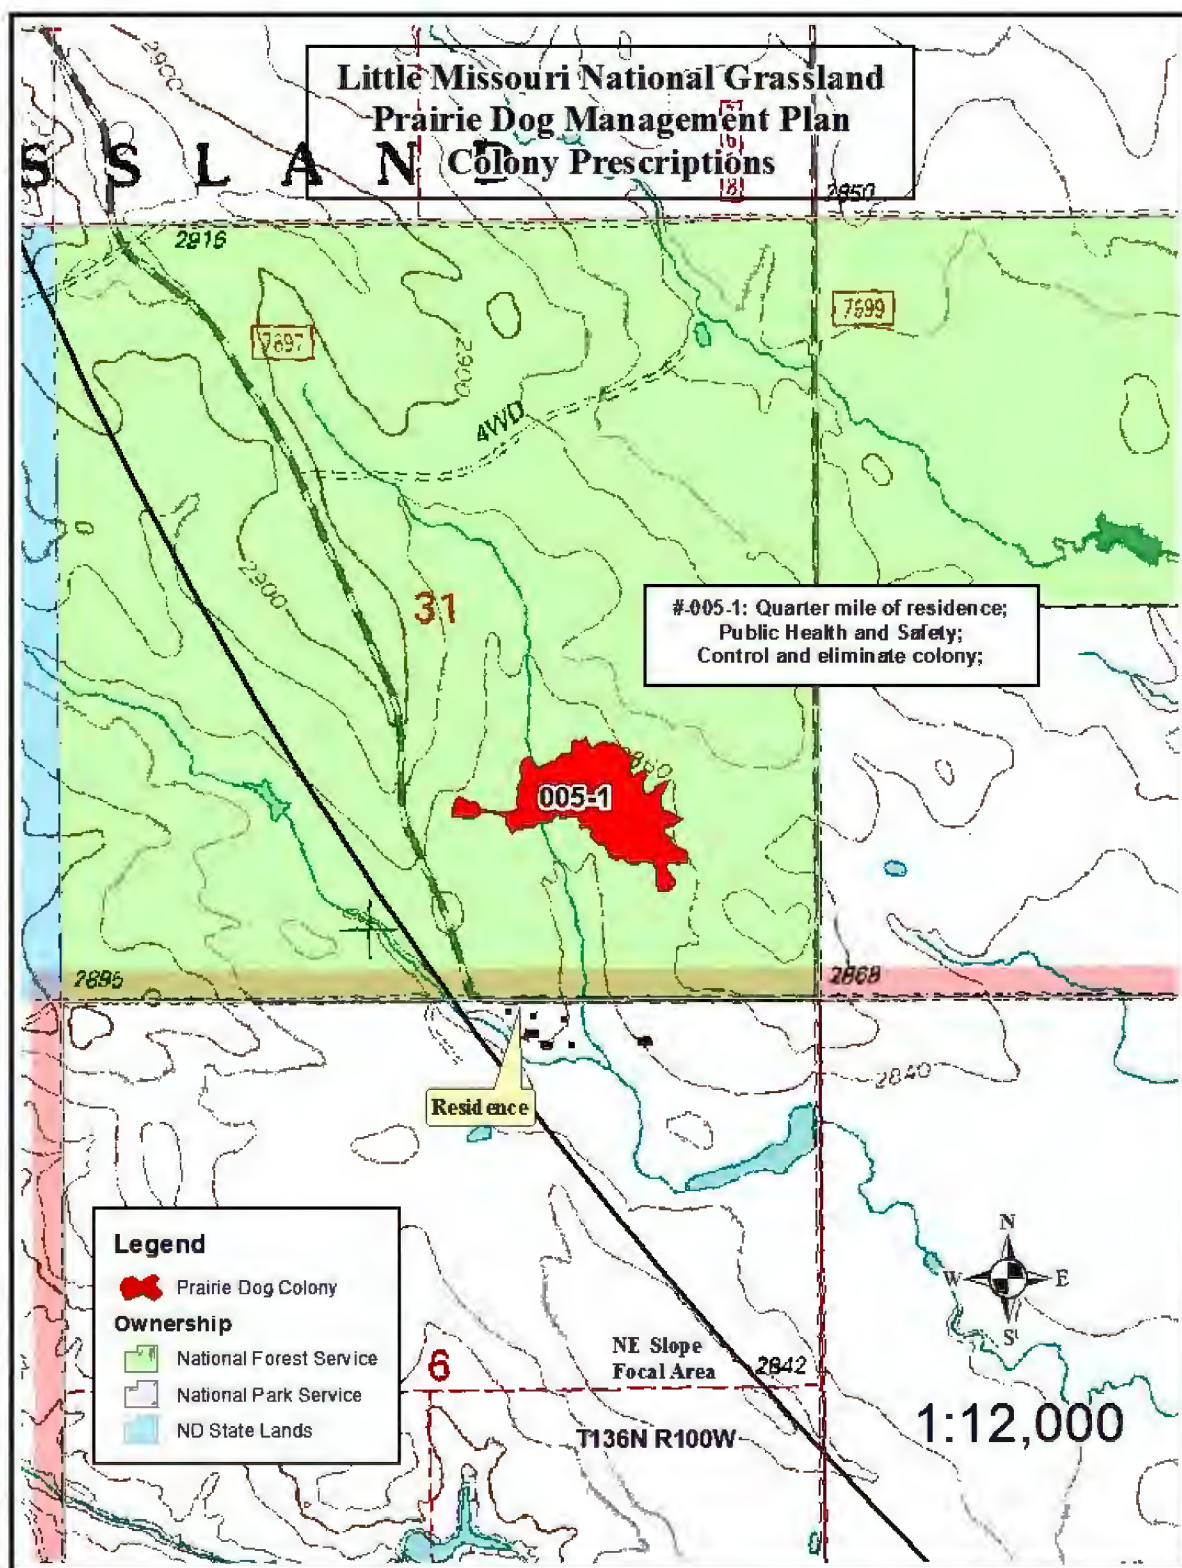 Little Missouri National Grassland
Prairie Dog Management Plan
Colony Prescriptions
S S L A N D
2900
2850
2916
7697
7699
2900
4WD
2900
31
#-005-1: Quarter mile of residence;
Public Health and Safety;
Control and eliminate colony;
005-1
2895
2868
2840
Residence
Legend
Prairie Dog Colony
Ownership
National Forest Service
National Park Service
ND State Lands
6
NE Slope
Focal Area
2842
T136N R100W
N
W E
S
1:12,000